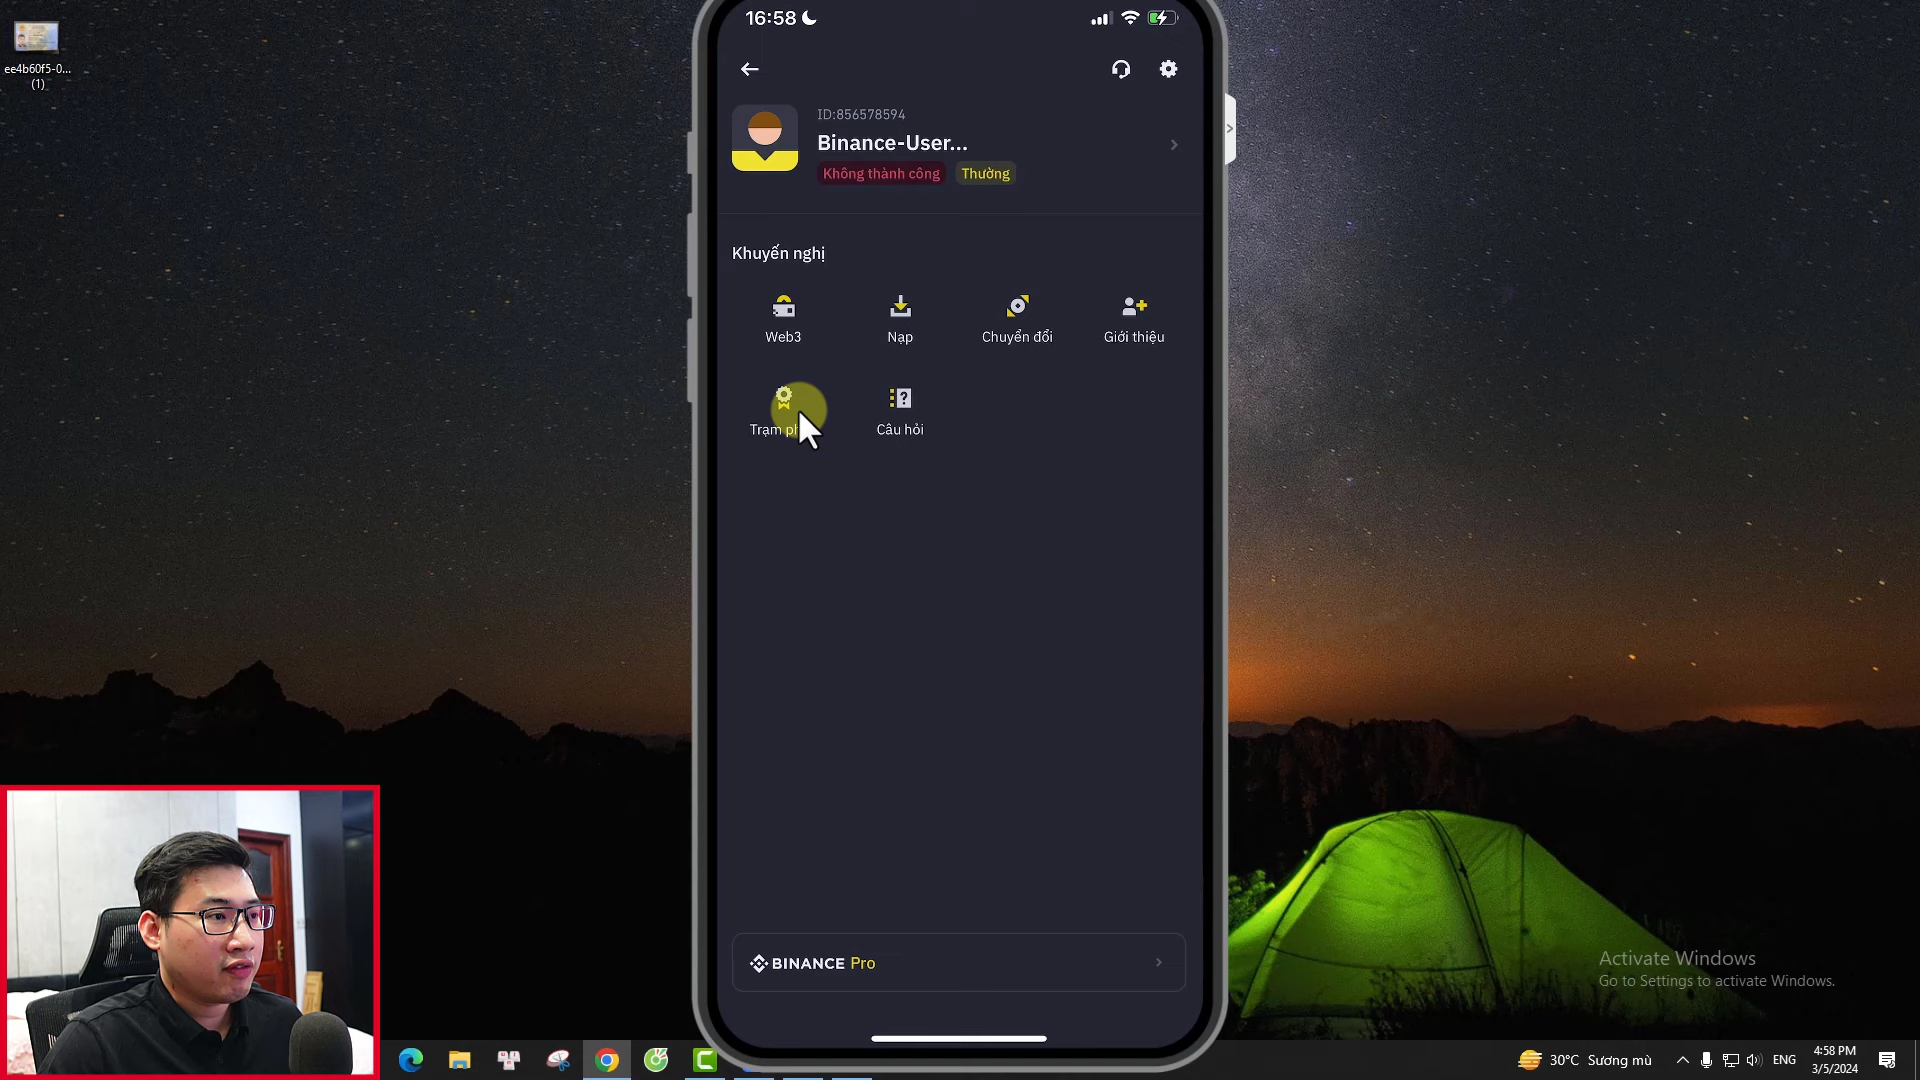 ee4b60f5-0...
(1)
16:58
ID:856578594
Binance-User...
Không thành công
Thường
Khuyến nghị
Web3
Nạp
Chuyển đổi
Giới thiệu
Trạm
Câu hỏi
BINANCE Pro
Activate Windows
Go to Settings to activate Windows.
30°C Sương mù
ENG
4:58 PM
3/5/2024